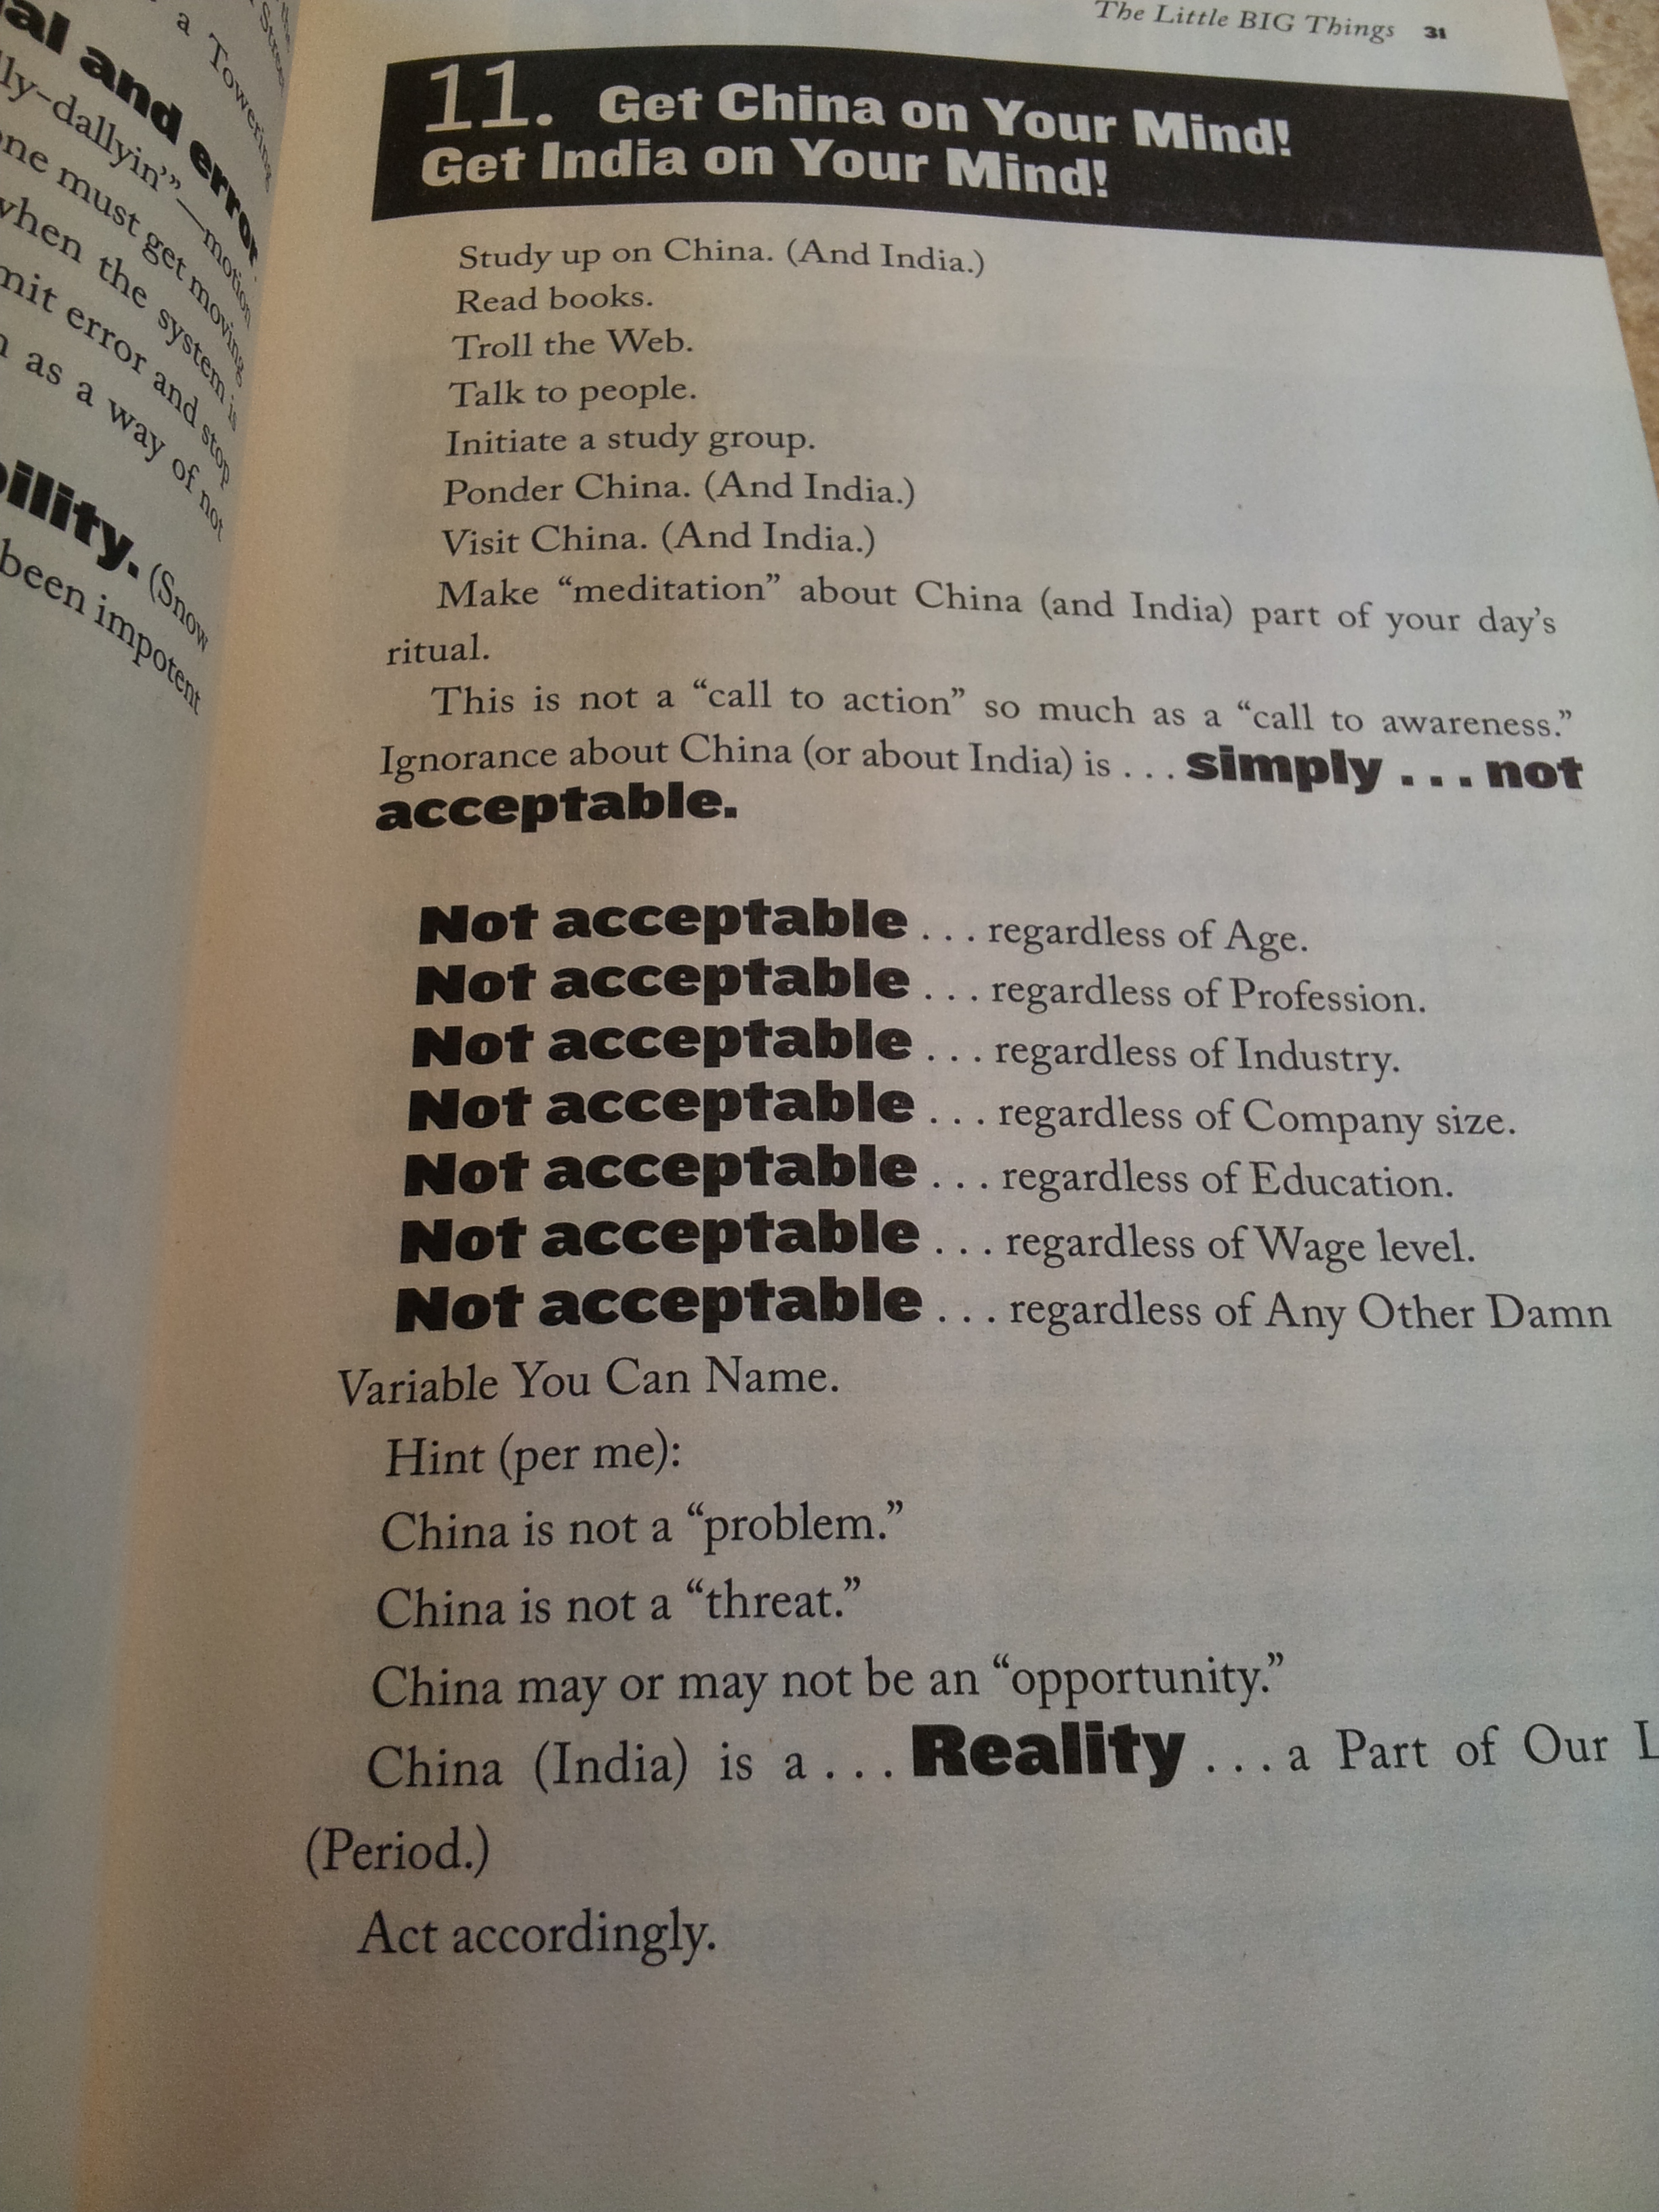 al and error
a Towering
lly-dallyin'"—motion
one must get moving
when the system is
mit error and stop
as a way of not
bility. (Snow
been impotent
The Little BIG Things 31
11. Get China on Your Mind!
Get India on Your Mind!
Study up on China. (And India.)
Read books.
Troll the Web.
Talk to people.
Initiate a study group.
Ponder China. (And India.)
Visit China. (And India.)
Make “meditation” about China (and India) part of your day’s
ritual.
This is not a “call to action” so much as a “call to awareness.”
Ignorance about China (or about India) is . . . simply . . . not
acceptable.
Not acceptable . . . regardless of Age.
Not acceptable . . . regardless of Profession.
Not acceptable . . . regardless of Industry.
Not acceptable . . . regardless of Company size.
Not acceptable . . . regardless of Education.
Not acceptable . . . regardless of Wage level.
Not acceptable . . . regardless of Any Other Damn
Variable You Can Name.
Hint (per me):
China is not a “problem.”
China is not a “threat.”
China may or may not be an “opportunity.”
China (India) is a . . . Reality . . . a Part of Our L
(Period.)
Act accordingly.